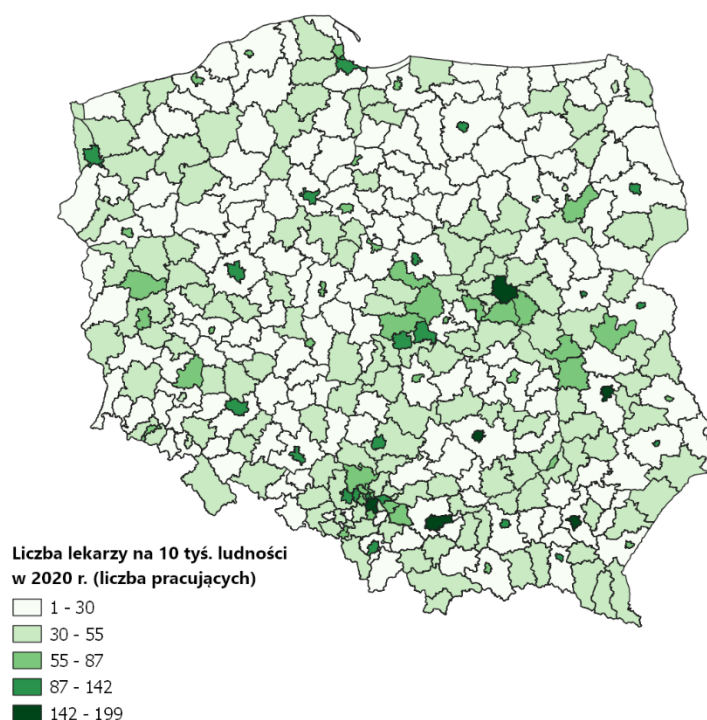 Liczba lekarzy na 10 tyś. ludności
w 2020 r. (liczba pracujących)
1 - 30
30 - 55
55 - 87
87 - 142
142 - 199